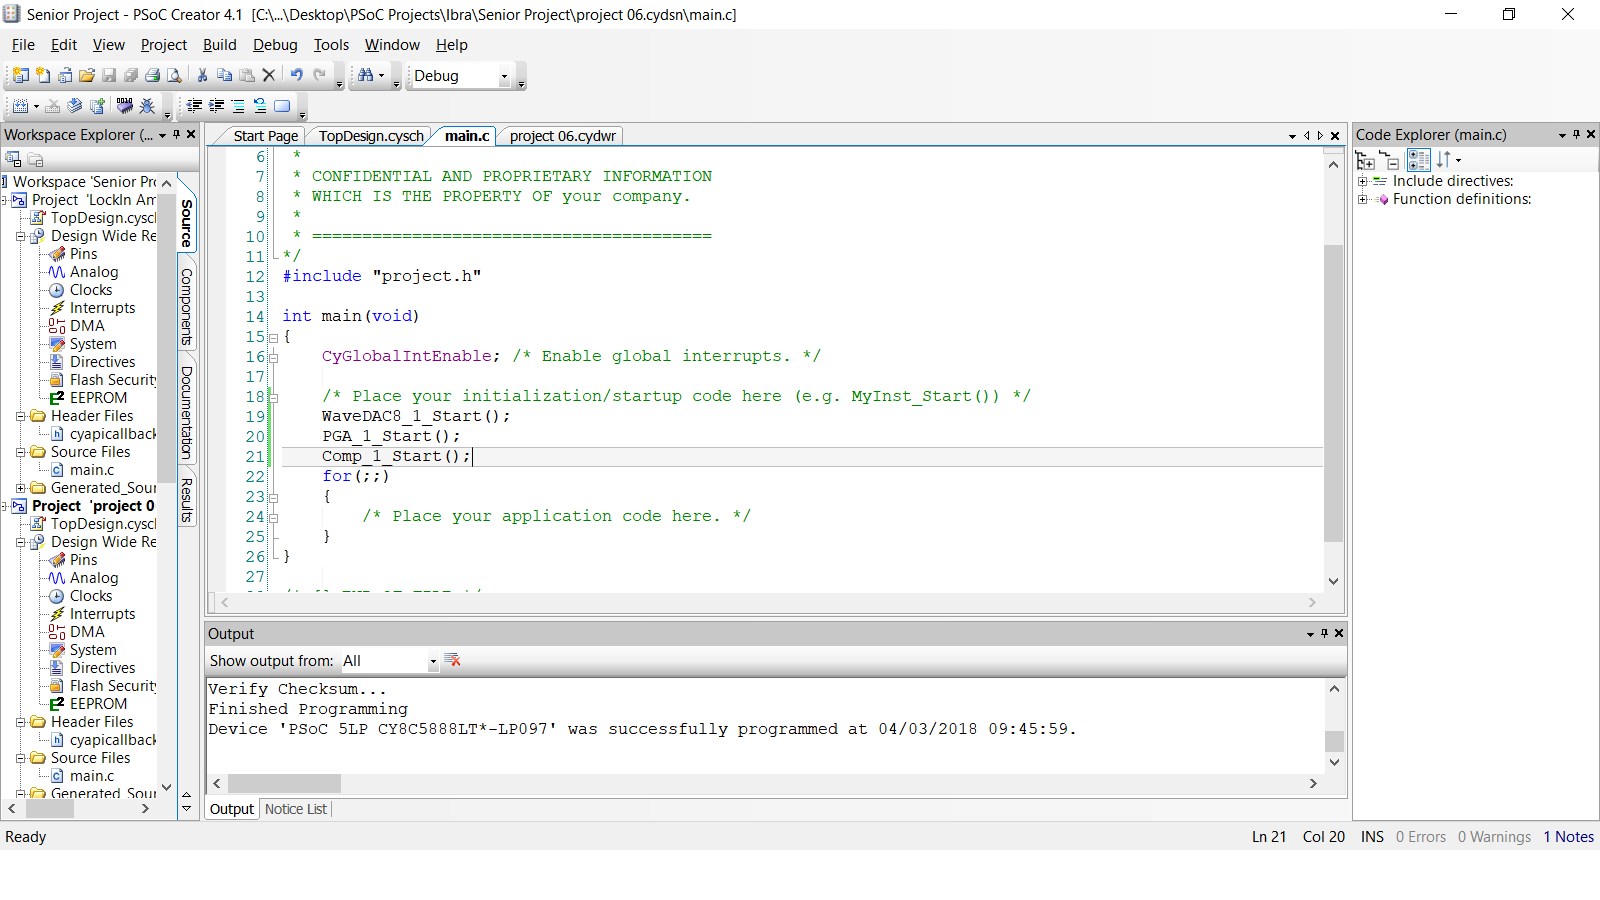 Senior Project - PSoC Creator 4.1 [C:\...\Desktop\PSoC Projects\Ibra\Senior Project\project 06.cydsn\main.c]
File Edit View Project Build Debug Tools Window Help
Debug
Workspace Explorer (...
Workspace 'Senior Pro
Project 'LockIn Am
TopDesign.cyscl
Design Wide Re
Pins
Analog
Clocks
Interrupts
DMA
System
Directives
Flash Security
EEPROM
Header Files
cyapicallback
Source Files
main.c
Generated_Sour
Project 'project 0
TopDesign.cyscl
Design Wide Re
Pins
Analog
Clocks
Interrupts
DMA
System
Directives
Flash Security
EEPROM
Header Files
cyapicallback
Source Files
main.c
Generated_Sour
Source
Components
Documentation
Results
Start Page TopDesign.cysch main.c project 06.cydwr
6 *
7 * CONFIDENTIAL AND PROPRIETARY INFORMATION
8 * WHICH IS THE PROPERTY OF your company.
9 *
10 * ========================================
11 */
12 #include "project.h"
13
14 int main(void)
15 {
16 CyGlobalIntEnable; /* Enable global interrupts. */
17
18 /* Place your initialization/startup code here (e.g. MyInst_Start()) */
19 WaveDAC8_1_Start();
20 PGA_1_Start();
21 Comp_1_Start();
22 for(;;)
23 {
24 /* Place your application code here. */
25 }
26 }
27
Output
Show output from: All
Verify Checksum...
Finished Programming
Device 'PSoC 5LP CY8C5888LT*-LP097' was successfully programmed at 04/03/2018 09:45:59.
Output Notice List
Code Explorer (main.c)
Include directives:
Function definitions:
Ready
Ln 21 Col 20 INS 0 Errors 0 Warnings 1 Notes